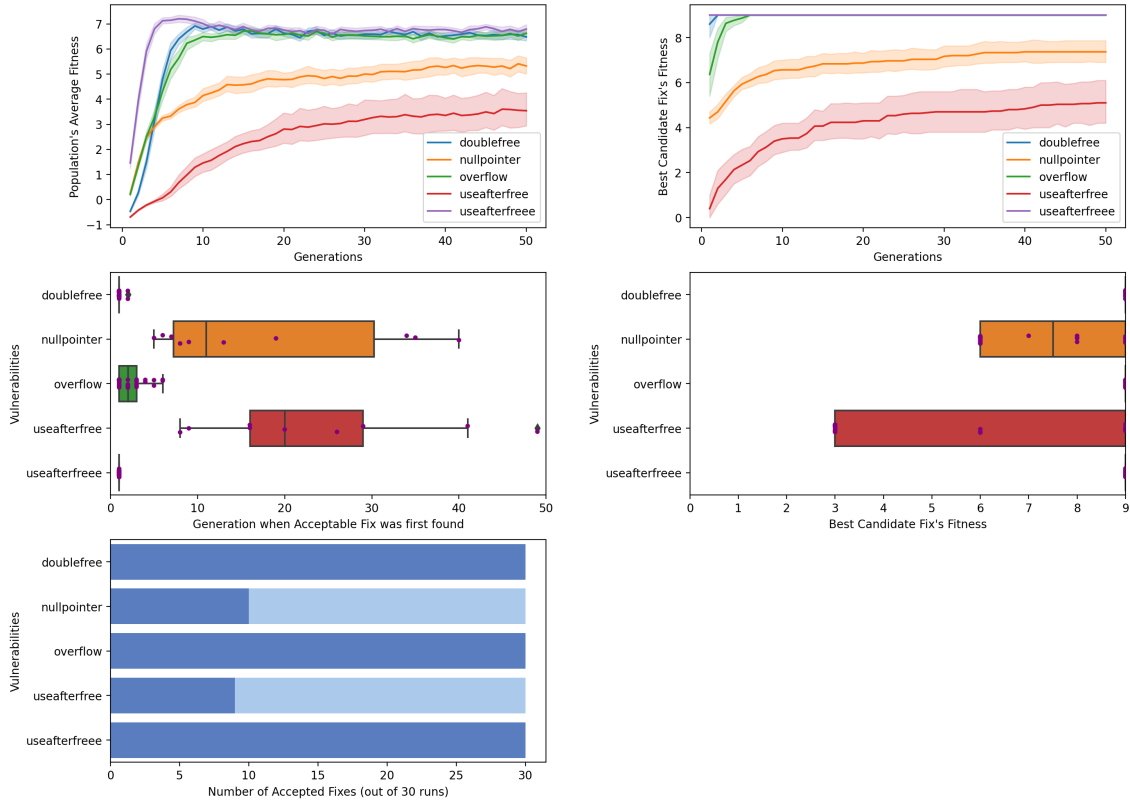 Population's Average Fitness
7
6
5
4
3
2
1
0
−1
0 10 20 30 40 50
Generations
doublefree
nullpointer
overflow
useafterfree
useafterfreee
Best Candidate Fix's Fitness
8
6
4
2
0
0 10 20 30 40 50
Generations
doublefree
nullpointer
overflow
useafterfree
useafterfreee
Vulnerabilities
doublefree
nullpointer
overflow
useafterfree
useafterfreee
0 10 20 30 40 50
Generation when Acceptable Fix was first found
Vulnerabilities
doublefree
nullpointer
overflow
useafterfree
useafterfreee
0 1 2 3 4 5 6 7 8 9
Best Candidate Fix's Fitness
Vulnerabilities
doublefree
nullpointer
overflow
useafterfree
useafterfreee
0 5 10 15 20 25 30
Number of Accepted Fixes (out of 30 runs)